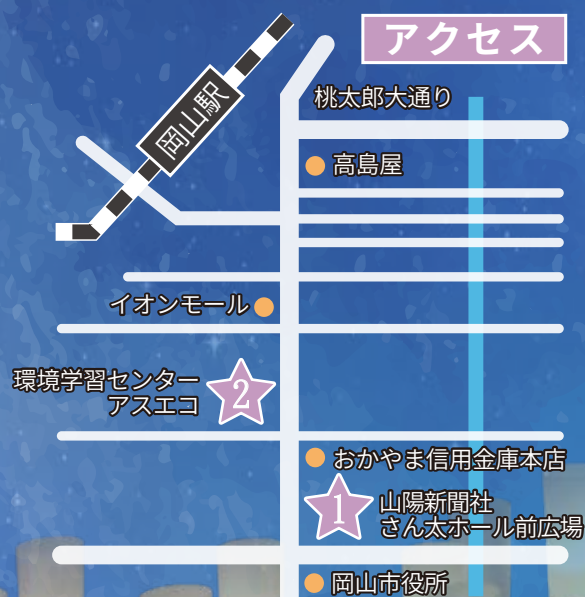 アクセス
岡山駅
桃太郎大通り
高島屋
イオンモール
環境学習センター
アスエコ
2
おかやま信用金庫本店
1
山陽新聞社
さん太ホール前広場
岡山市役所